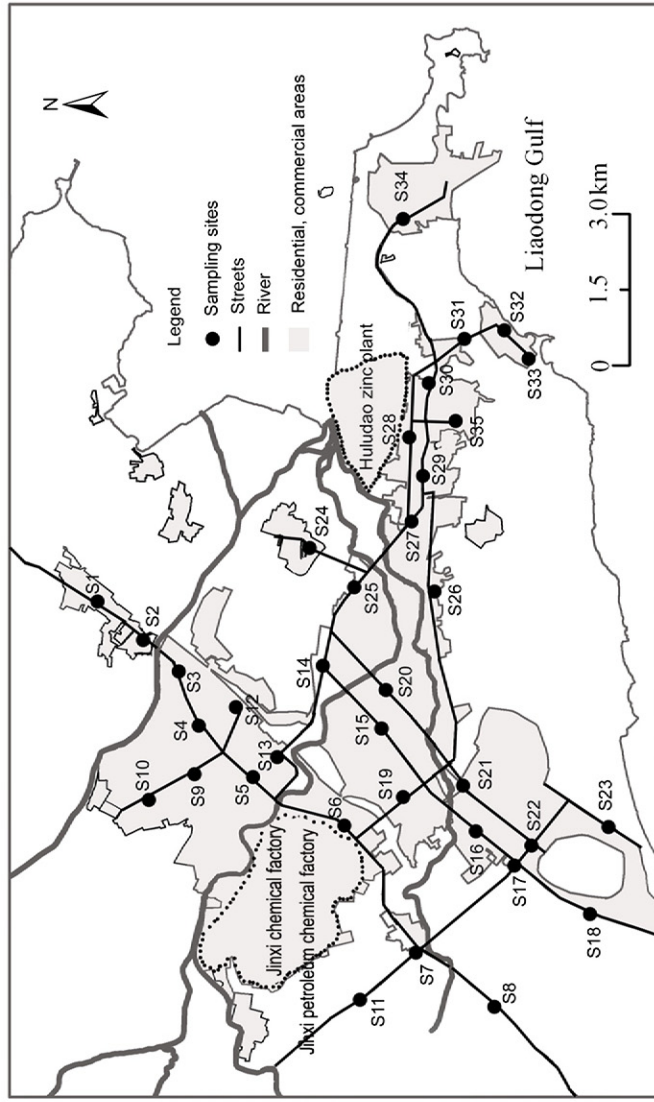 N
Legend
Sampling sites
Streets
River
Residential, commercial areas
S1
S2
S3
S4
S10
S9
S5
S12
S13
S24
S25
S14
Jinxi chemical factory
Jinxi petroleum chemical factory
S6
S15
S20
S19
Huludao zinc plant
S34
S28
S30
S31
S32
S33
S35
S29
S27
S26
S11
S7
S8
S16
S21
S17
S22
S23
S18
Liaodong Gulf
0 1.5 3.0 km